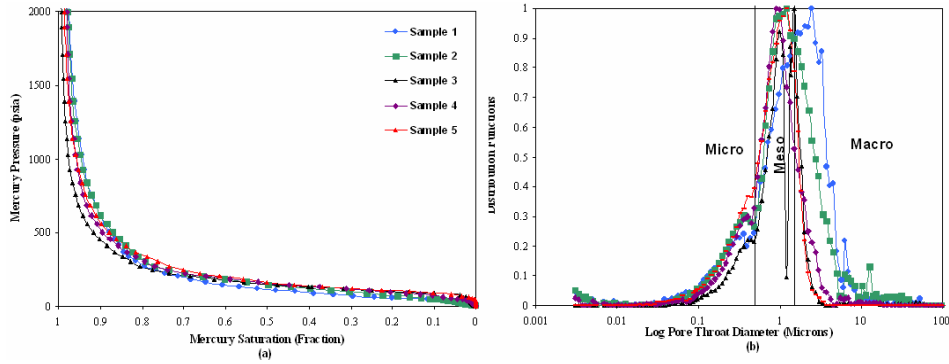 2000
1500
1000
500
0
1
0.9
0.8
0.7
0.6
0.5
0.4
0.3
0.2
0.1
0
Mercury Pressure (psia)
Mercury Saturation (Fraction)
(a)
Sample 1
Sample 2
Sample 3
Sample 4
Sample 5
1
0.9
0.8
0.7
0.6
0.5
0.4
0.3
0.2
0.1
0
0.001
0.01
0.1
1
10
100
Distribution Functions
Micro
Meso
Macro
Log Pore Throat Diameter (Microns)
(b)